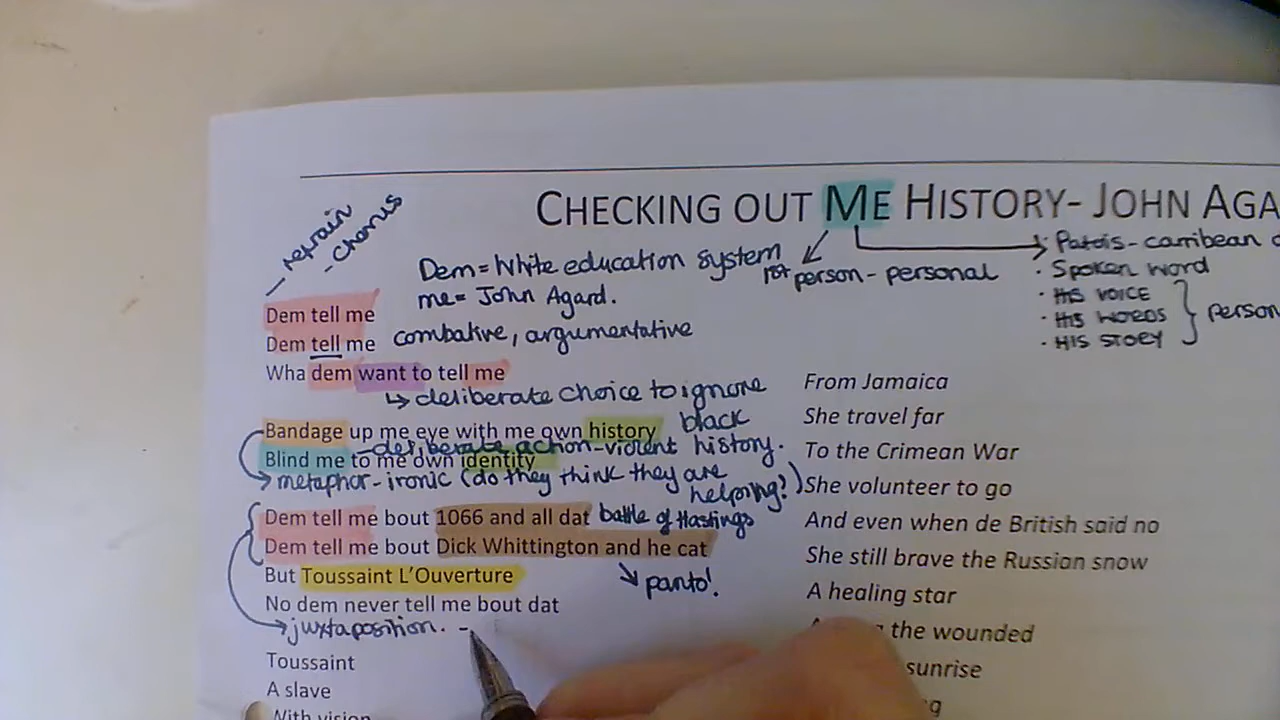 CHECKING OUT ME HISTORY- JOHN AGA
- refrain
- chorus
Dem = White education system
me = John Agard.
1st person - personal
Patois - carribean
· Spoken word
· HIS VOICE
· HIS WORDS
· HIS STORY
person
Dem tell me
Dem tell me
combative, argumentative
Wha dem want to tell me
↳ deliberate choice to ignore
black
history.
Bandage up me eye with me own history
- deliberate action - violent
Blind me to me own identity
metaphor - ironic (do they think they are
helping?)
Dem tell me bout 1066 and all dat
battle of Hastings
Dem tell me bout Dick Whittington and he cat
panto!
But Toussaint L'Ouverture
No dem never tell me bout dat
juxtaposition. -
Toussaint
A slave
With vision
From Jamaica
She travel far
To the Crimean War
She volunteer to go
And even when de British said no
She still brave the Russian snow
A healing star
the wounded
sunrise